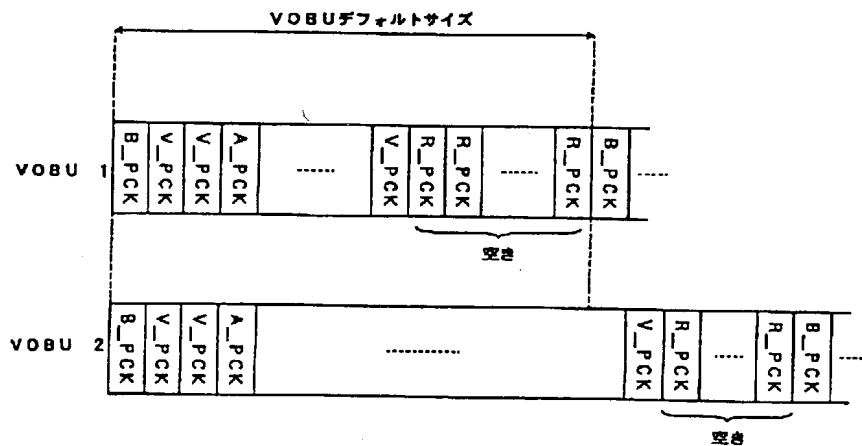 VOBUデフォルトサイズ
VOBU 1
B_PCK
V_PCK
V_PCK
A_PCK
......
V_PCK
R_PCK
R_PCK
......
R_PCK
B_PCK
......
空き
VOBU 2
B_PCK
V_PCK
V_PCK
A_PCK
..........
V_PCK
R_PCK
.....
R_PCK
B_PCK
.....
空き